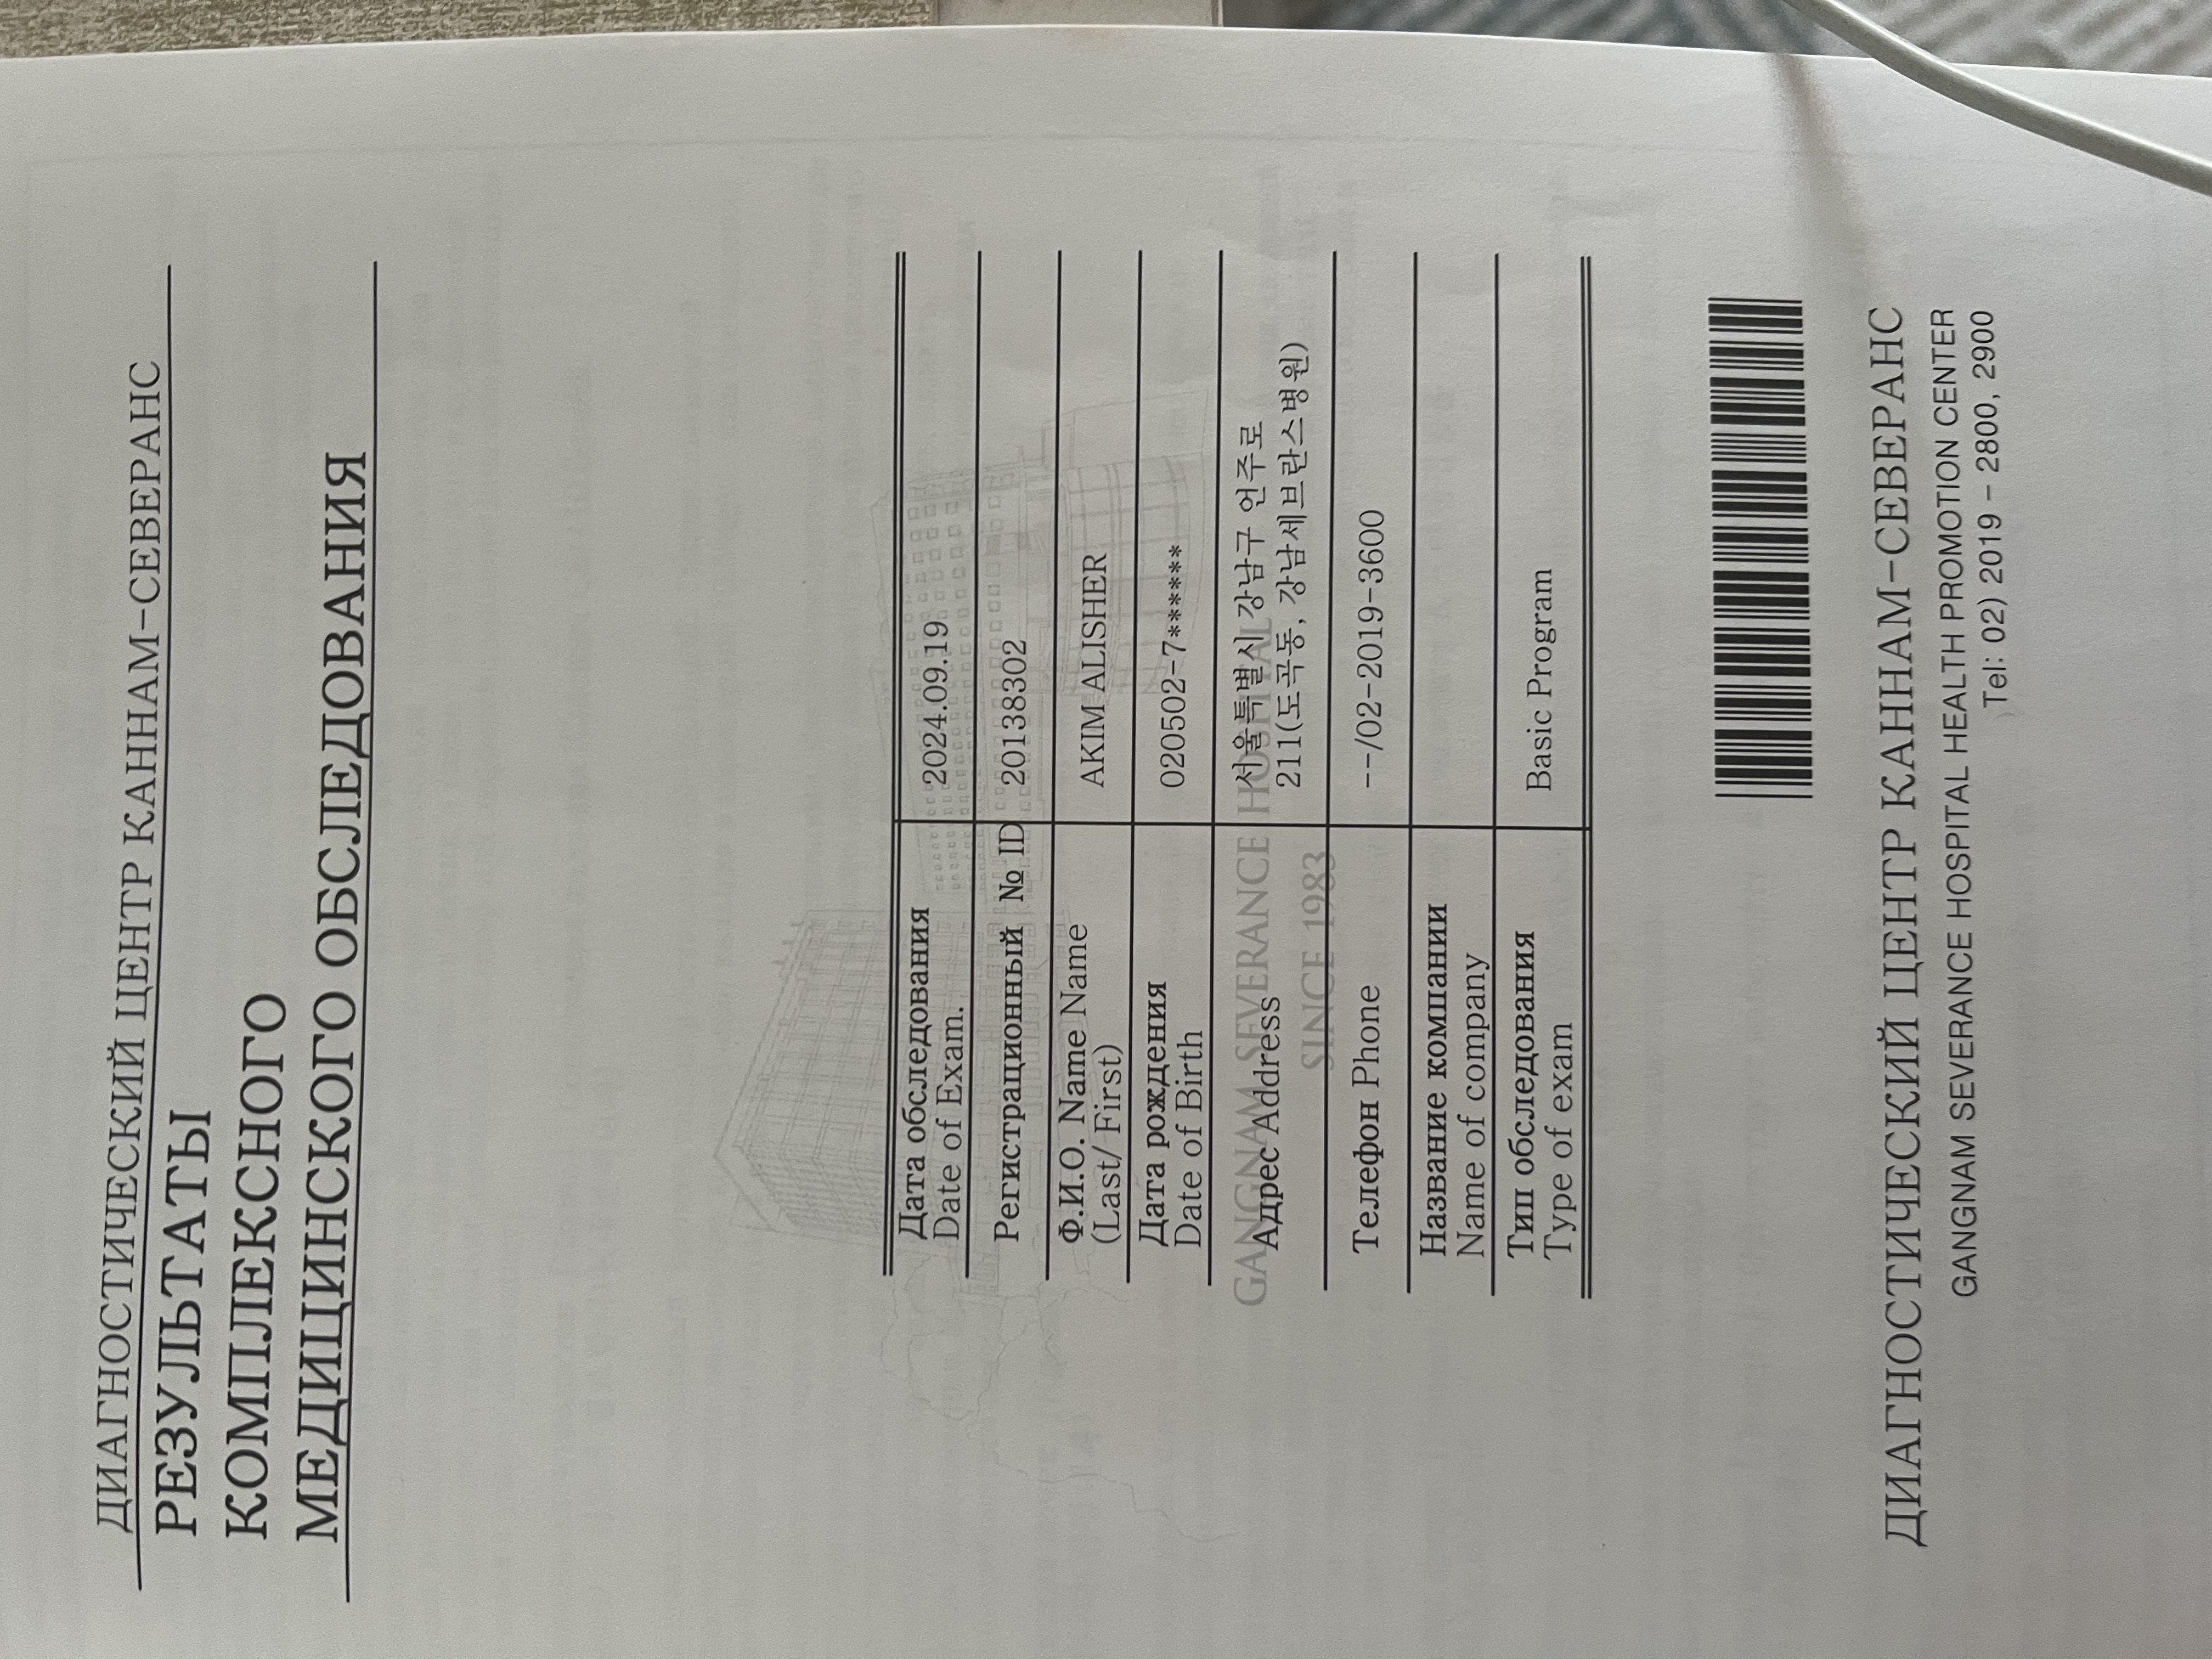 ДИАГНОСТИЧЕСКИЙ ЦЕНТР КАННАМ-СЕВЕРАНС
РЕЗУЛЬТАТЫ
КОМПЛЕКСНОГО
МЕДИЦИНСКОГО ОБСЛЕДОВАНИЯ
Дата обследования
Date of Exam.
2024.09.19
Регистрационный № ID
20138302
Ф.И.О. Name Name
(Last/ First)
AKIM ALISHER
Дата рождения
Date of Birth
020502-7******
GANGNAM SEVERANCE HOSPITAL
SINCE 1983
Адрес Address
서울특별시 강남구 언주로
211(도곡동, 강남세브란스병원)
Телефон Phone
--/02-2019-3600
Название компании
Name of company
Тип обследования
Type of exam
Basic Program
ДИАГНОСТИЧЕСКИЙ ЦЕНТР КАННАМ-СЕВЕРАНС
GANGNAM SEVERANCE HOSPITAL HEALTH PROMOTION CENTER
Tel: 02) 2019 - 2800, 2900